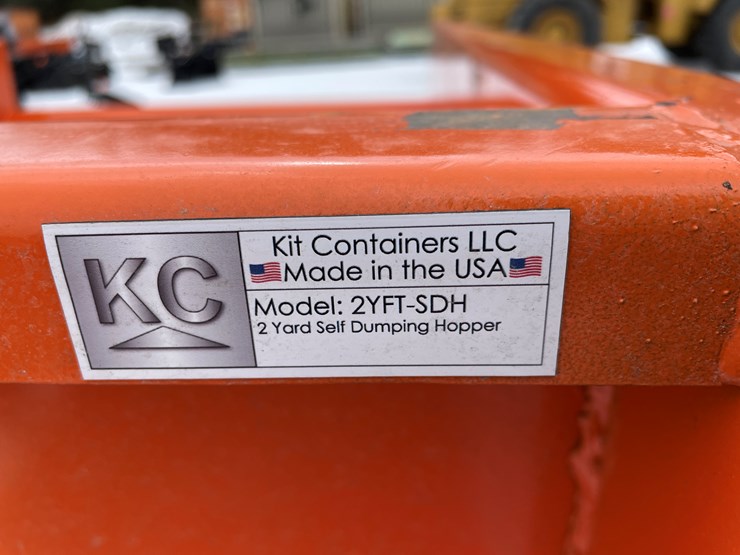 KC
Kit Containers LLC
Made in the USA
Model: 2YFT-SDH
2 Yard Self Dumping Hopper